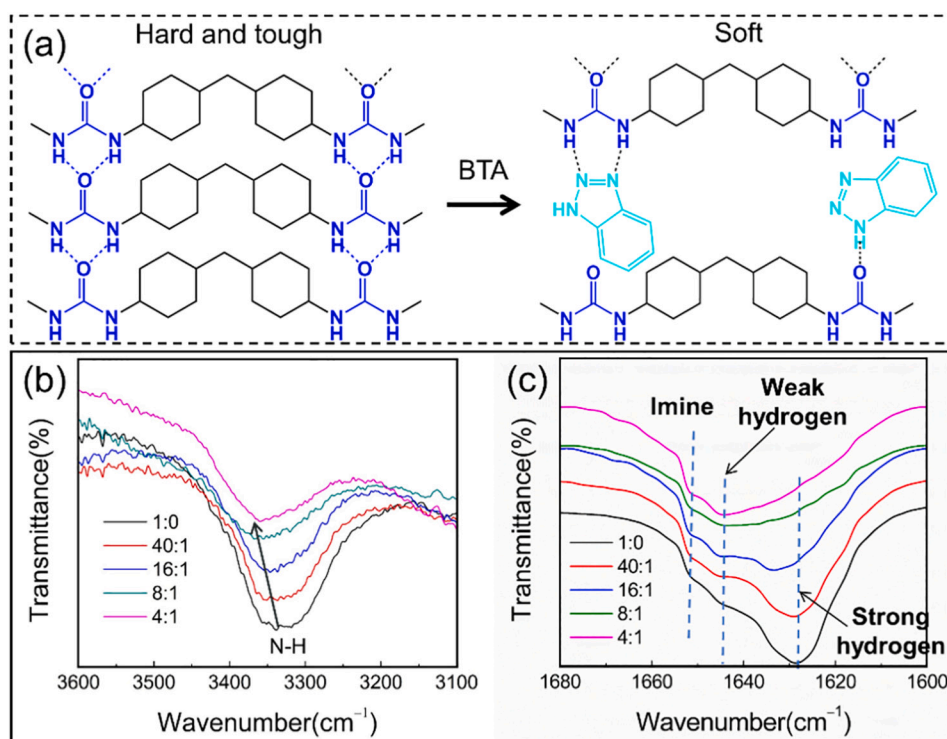 (a)
Hard and tough
Soft
O
O
O
O
N
H
N
H
N
H
N
H
N
H
N
H
N
H
N
H
O
O
BTA
N
N
N
HN
N
N
N
H
N
H
N
H
N
H
N
H
O
O
O
O
N
H
N
H
N
H
N
H
N
H
N
H
N
H
N
H
(b)
Transmittance(%)
1:0
40:1
16:1
8:1
4:1
N-H
3600
3500
3400
3300
3200
3100
Wavenumber(cm⁻¹)
(c)
Transmittance(%)
Imine
Weak
hydrogen
1:0
40:1
16:1
8:1
4:1
Strong
hydrogen
1680
1660
1640
1620
1600
Wavenumber(cm⁻¹)